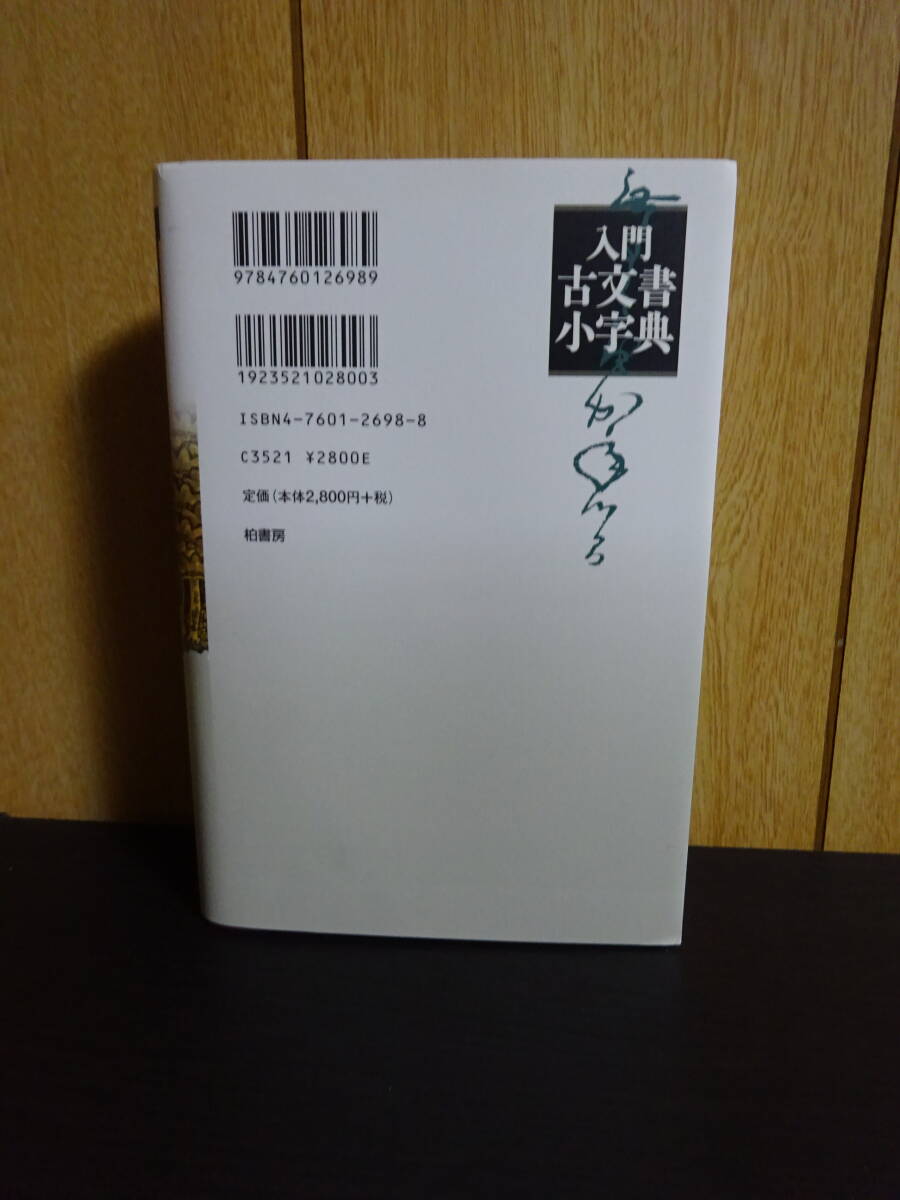 9784760126989
1923521028003
ISBN4-7601-2698-8
C3521 ¥2800E
定価(本体2,800円+税)
柏書房
入門
古文書
小字典